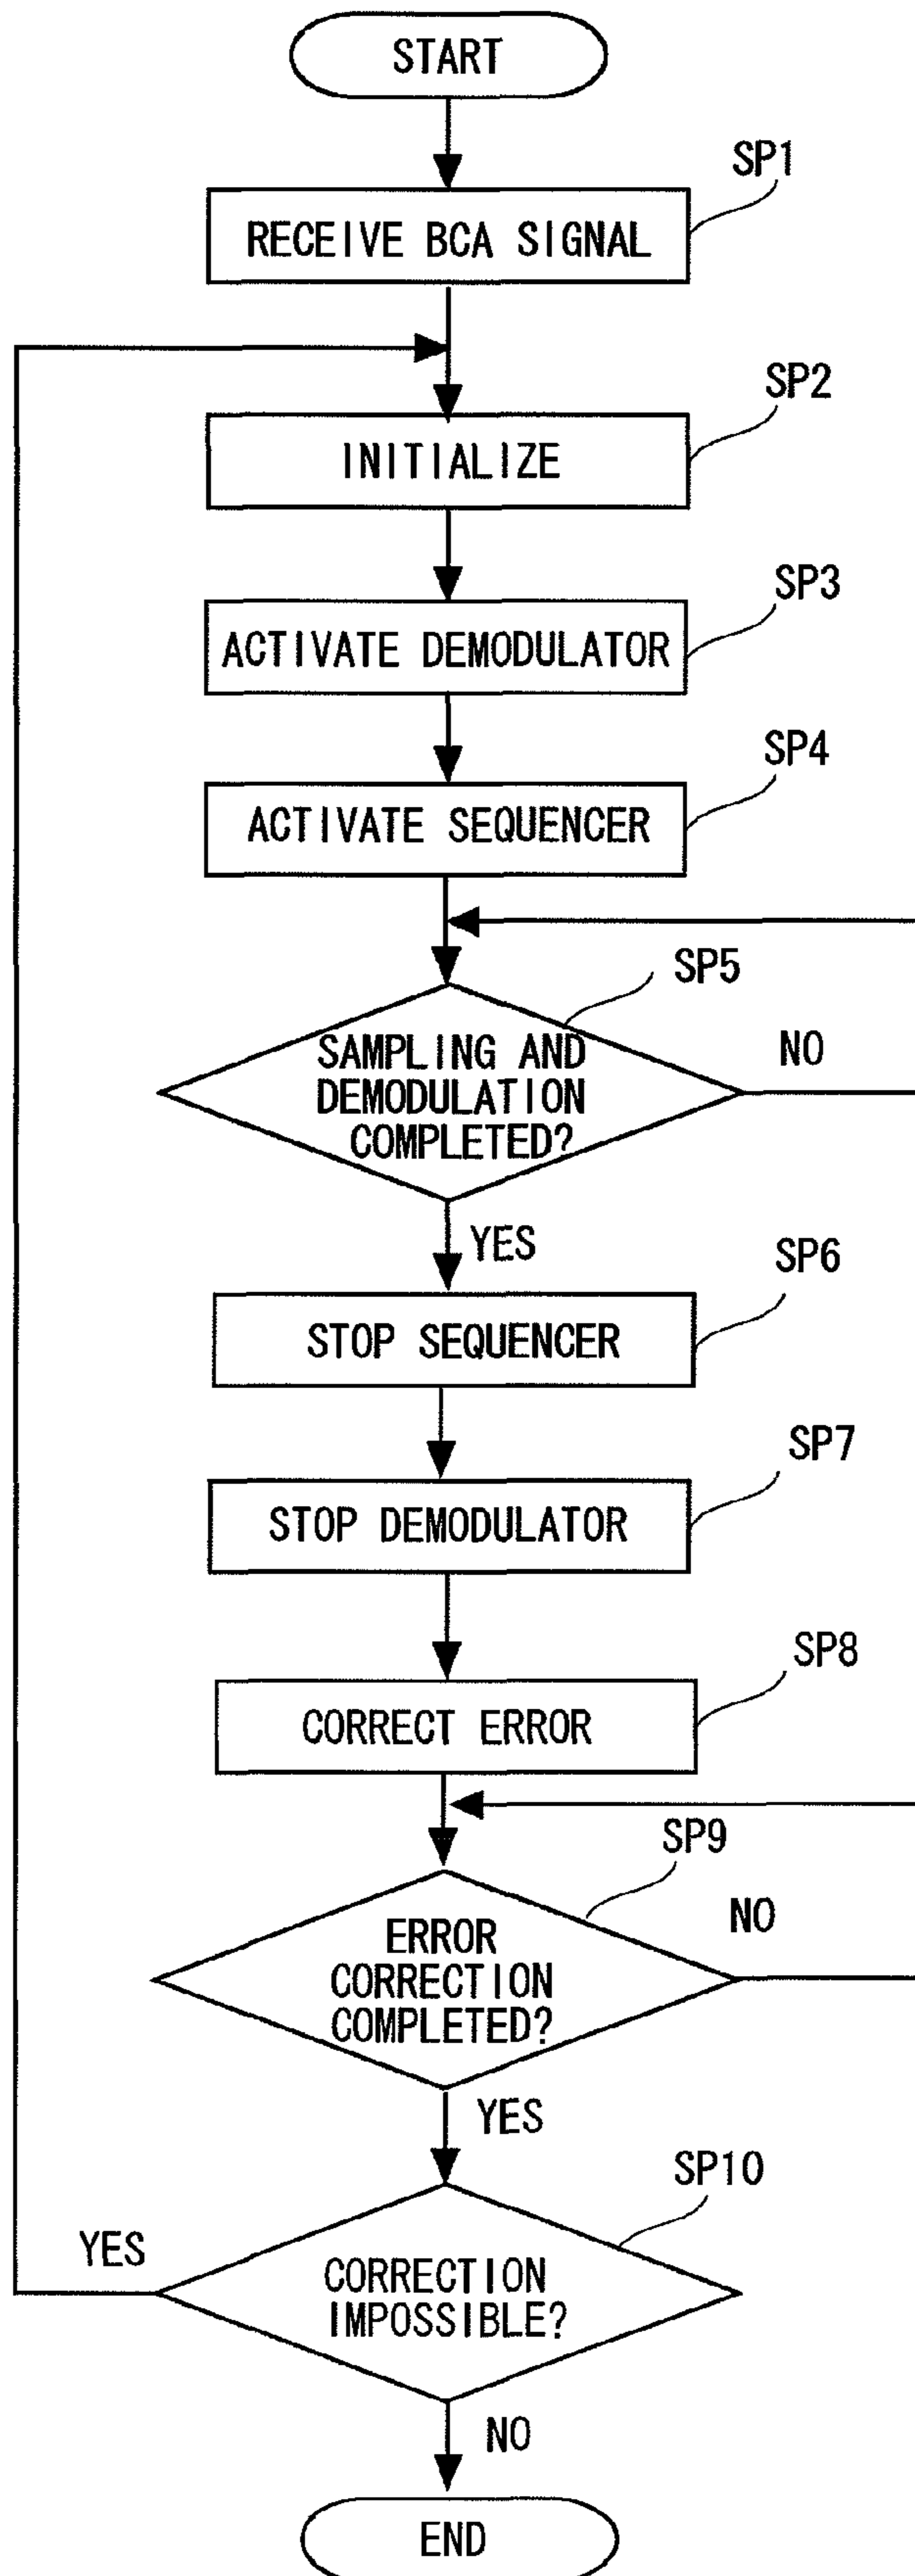 START
SP1
RECEIVE BCA SIGNAL
SP2
INITIALIZE
SP3
ACTIVATE DEMODULATOR
SP4
ACTIVATE SEQUENCER
SP5
SAMPLING AND
DEMODULATION
COMPLETED?
NO
YES
SP6
STOP SEQUENCER
SP7
STOP DEMODULATOR
SP8
CORRECT ERROR
SP9
ERROR
CORRECTION
COMPLETED?
NO
YES
SP10
YES
CORRECTION
IMPOSSIBLE?
NO
END